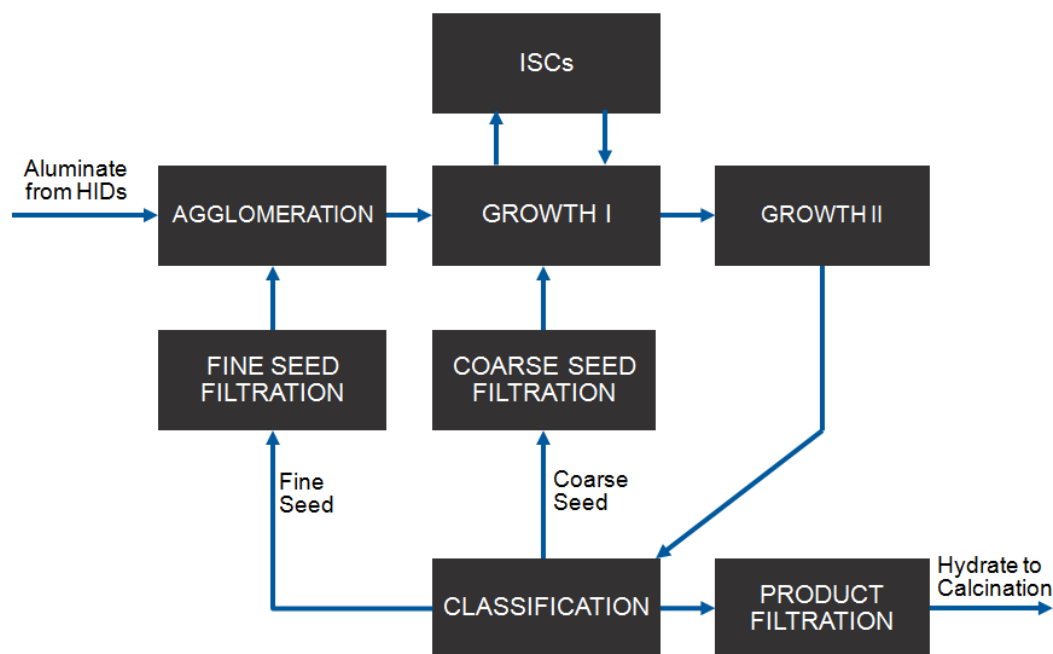 ISCs
Aluminate
from HIDs
AGGLOMERATION
GROWTH I
GROWTH II
FINE SEED
FILTRATION
COARSE SEED
FILTRATION
Fine
Seed
Coarse
Seed
CLASSIFICATION
PRODUCT
FILTRATION
Hydrate to
Calcination